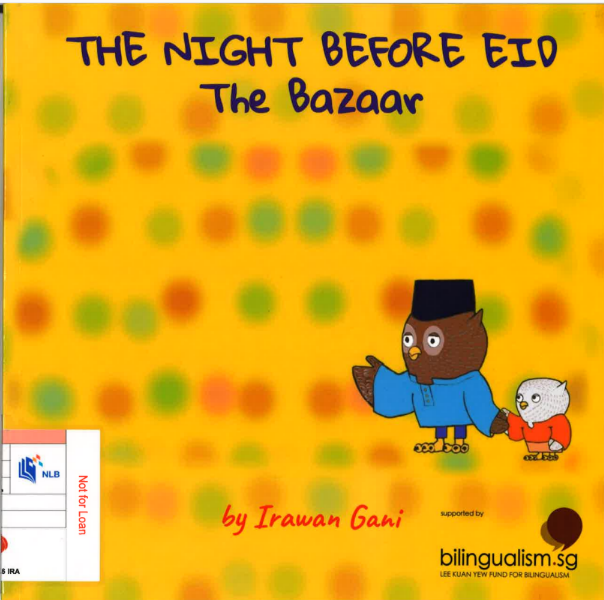 THE NIGHT BEFORE EID
The Bazaar
NLB
Not for Loan
S IRA
by Irawan Gani
supported by
bilingualism.sg
LEE KUAN YEW FUND FOR BILINGUALISM